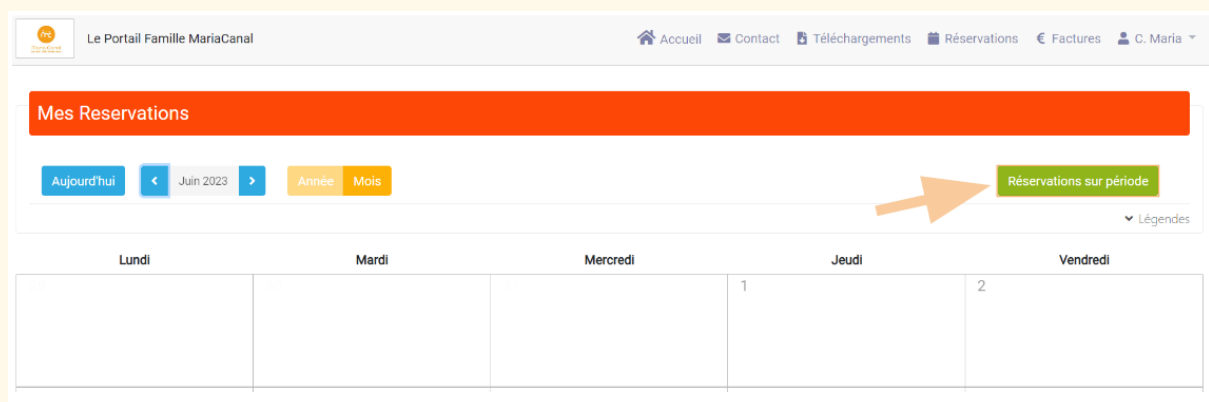 Le Portail Famille MariaCanal
Accueil Contact Téléchargements Réservations € Factures C. Maria
Mes Reservations
Aujourd'hui Juin 2023 Année Mois Réservations sur période
Légendes
Lundi Mardi Mercredi Jeudi Vendredi
1 2